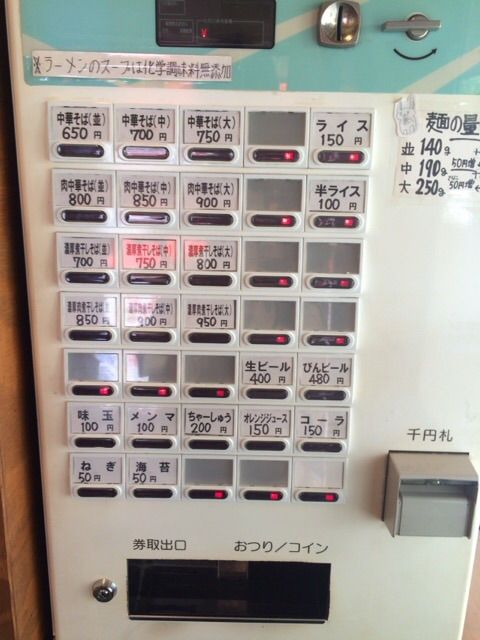 ※ラーメンのスープは化学調味料無添加
麺の量
並 140g
中 190g 50円増
大 250g さらに50円増
中華そば(並) 650円
中華そば(中) 700円
中華そば(大) 750円
ライス 150円
肉中華そば(並) 800円
肉中華そば(中) 850円
肉中華そば(大) 900円
半ライス 100円
濃厚煮干しそば(並) 700円
濃厚煮干しそば(中) 750円
濃厚煮干しそば(大) 800円
濃厚肉煮干しそば(並) 850円
濃厚肉煮干しそば(中) 900円
濃厚肉煮干しそば(大) 950円
生ビール 400円
びんビール 480円
味玉 100円
メンマ 100円
ちゃーしゅう 200円
オレンジジュース 150円
コーラ 150円
ねぎ 50円
海苔 50円
千円札
券取出口
おつり/コイン